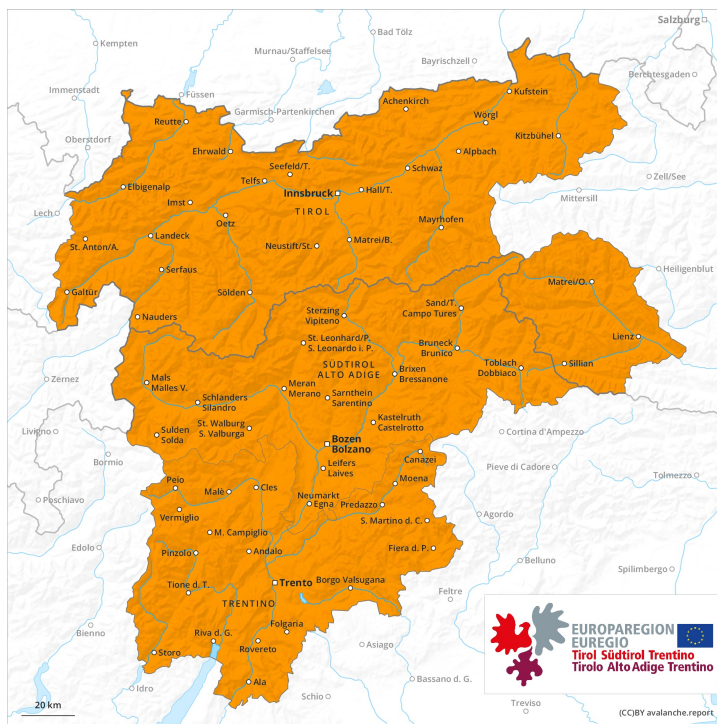 Salzburg
Kempten
Bad Tölz
Murnau/Staffelsee
Bayrischzell
Berchtesgaden
Immenstadt
Füssen
Kufstein
Achenkirch
Garmisch-Partenkirchen
Reutte
Wörgl
Oberstdorf
Kitzbühel
Ehrwald
Alpbach
Seefeld/T.
Schwaz
Telfs
Zell/See
Elbigenalp
Innsbruck
Hall/T.
Mittersill
Imst
TIROL
Lech
Oetz
Mayrhofen
Landeck
St. Anton/A.
Neustift/St.
Matrei/B.
Serfaus
Heiligenblut
Matrei/O.
Galtür
Sölden
Sand/T.
Campo Tures
Sterzing
Vipiteno
Nauders
Lienz
St. Leonhard/P.
S. Leonardo i. P.
Bruneck
Brunico
SÜDTIROL
ALTO ADIGE
Toblach
Dobbiaco
Sillian
Brixen
Bressanone
Zernez
Mals
Malles V.
Meran
Merano
Sarnthein
Sarentino
Schlanders
Silandro
Kastelruth
Castelrotto
St. Walburg
S. Valburga
Livigno
Sulden
Solda
Cortina d'Ampezzo
Bozen
Bolzano
Bormio
Canazei
Pieve di Cadore
Leifers
Laives
Tolmezzo
Peio
Moena
Malè
Cles
Poschiavo
Neumarkt
Egna
Predazzo
Vermiglio
Agordo
S. Martino d. C.
M. Campiglio
Edolo
Pinzolo
Andalo
Fiera d. P.
Belluno
Spilimbergo
Trento
Borgo Valsugana
Tione d. T.
Feltre
TRENTINO
Folgaria
Bienno
Riva d. G.
Rovereto
Asiago
Storo
Bassano d. G.
Ala
Idro
Schio
Treviso
EUROPAREGION
EUREGIO
Tirol Südtirol Trentino
Tirolo Alto Adige Trentino
20 km
(CC)BY avalanche.report